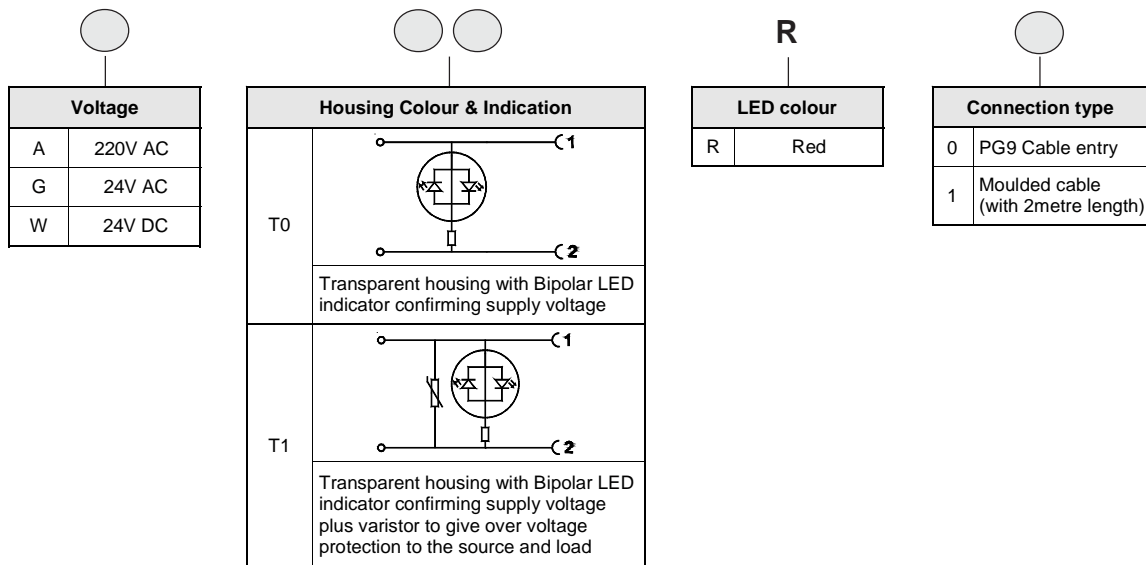 R
Voltage
A 220V AC
G 24V AC
W 24V DC
Housing Colour & Indication
T0
1
2
Transparent housing with Bipolar LED
indicator confirming supply voltage
T1
1
2
Transparent housing with Bipolar LED
indicator confirming supply voltage
plus varistor to give over voltage
protection to the source and load
LED colour
R Red
Connection type
0 PG9 Cable entry
1 Moulded cable
(with 2metre length)